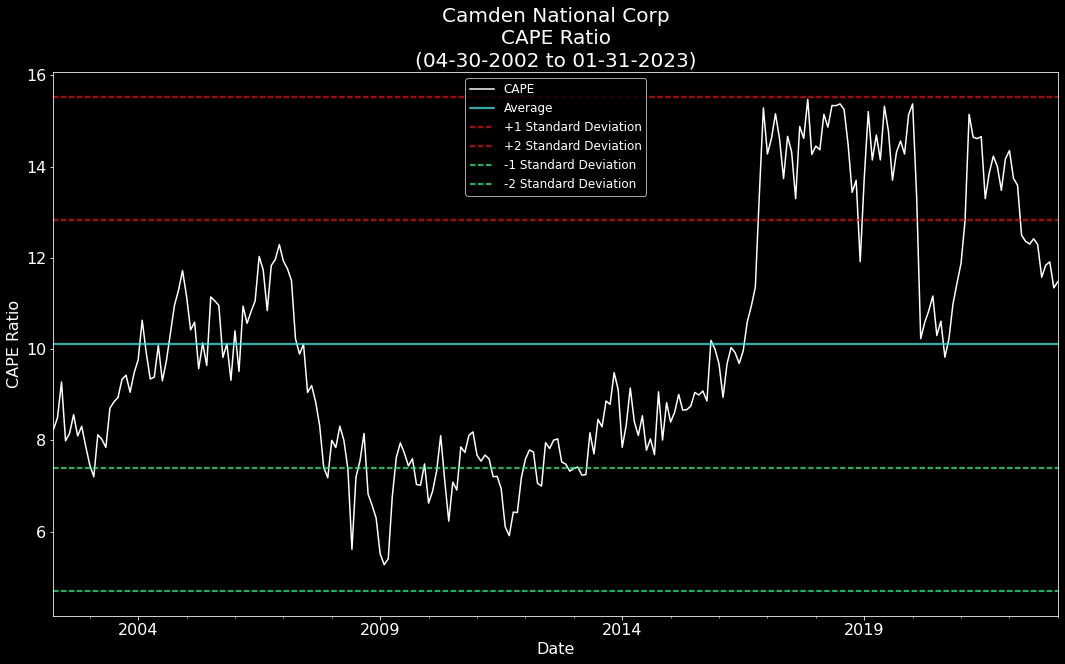 Camden National Corp
CAPE Ratio
(04-30-2002 to 01-31-2023)
CAPE
Average
+1 Standard Deviation
+2 Standard Deviation
-1 Standard Deviation
-2 Standard Deviation
16
14
12
10
8
6
CAPE Ratio
2004
2009
2014
2019
Date